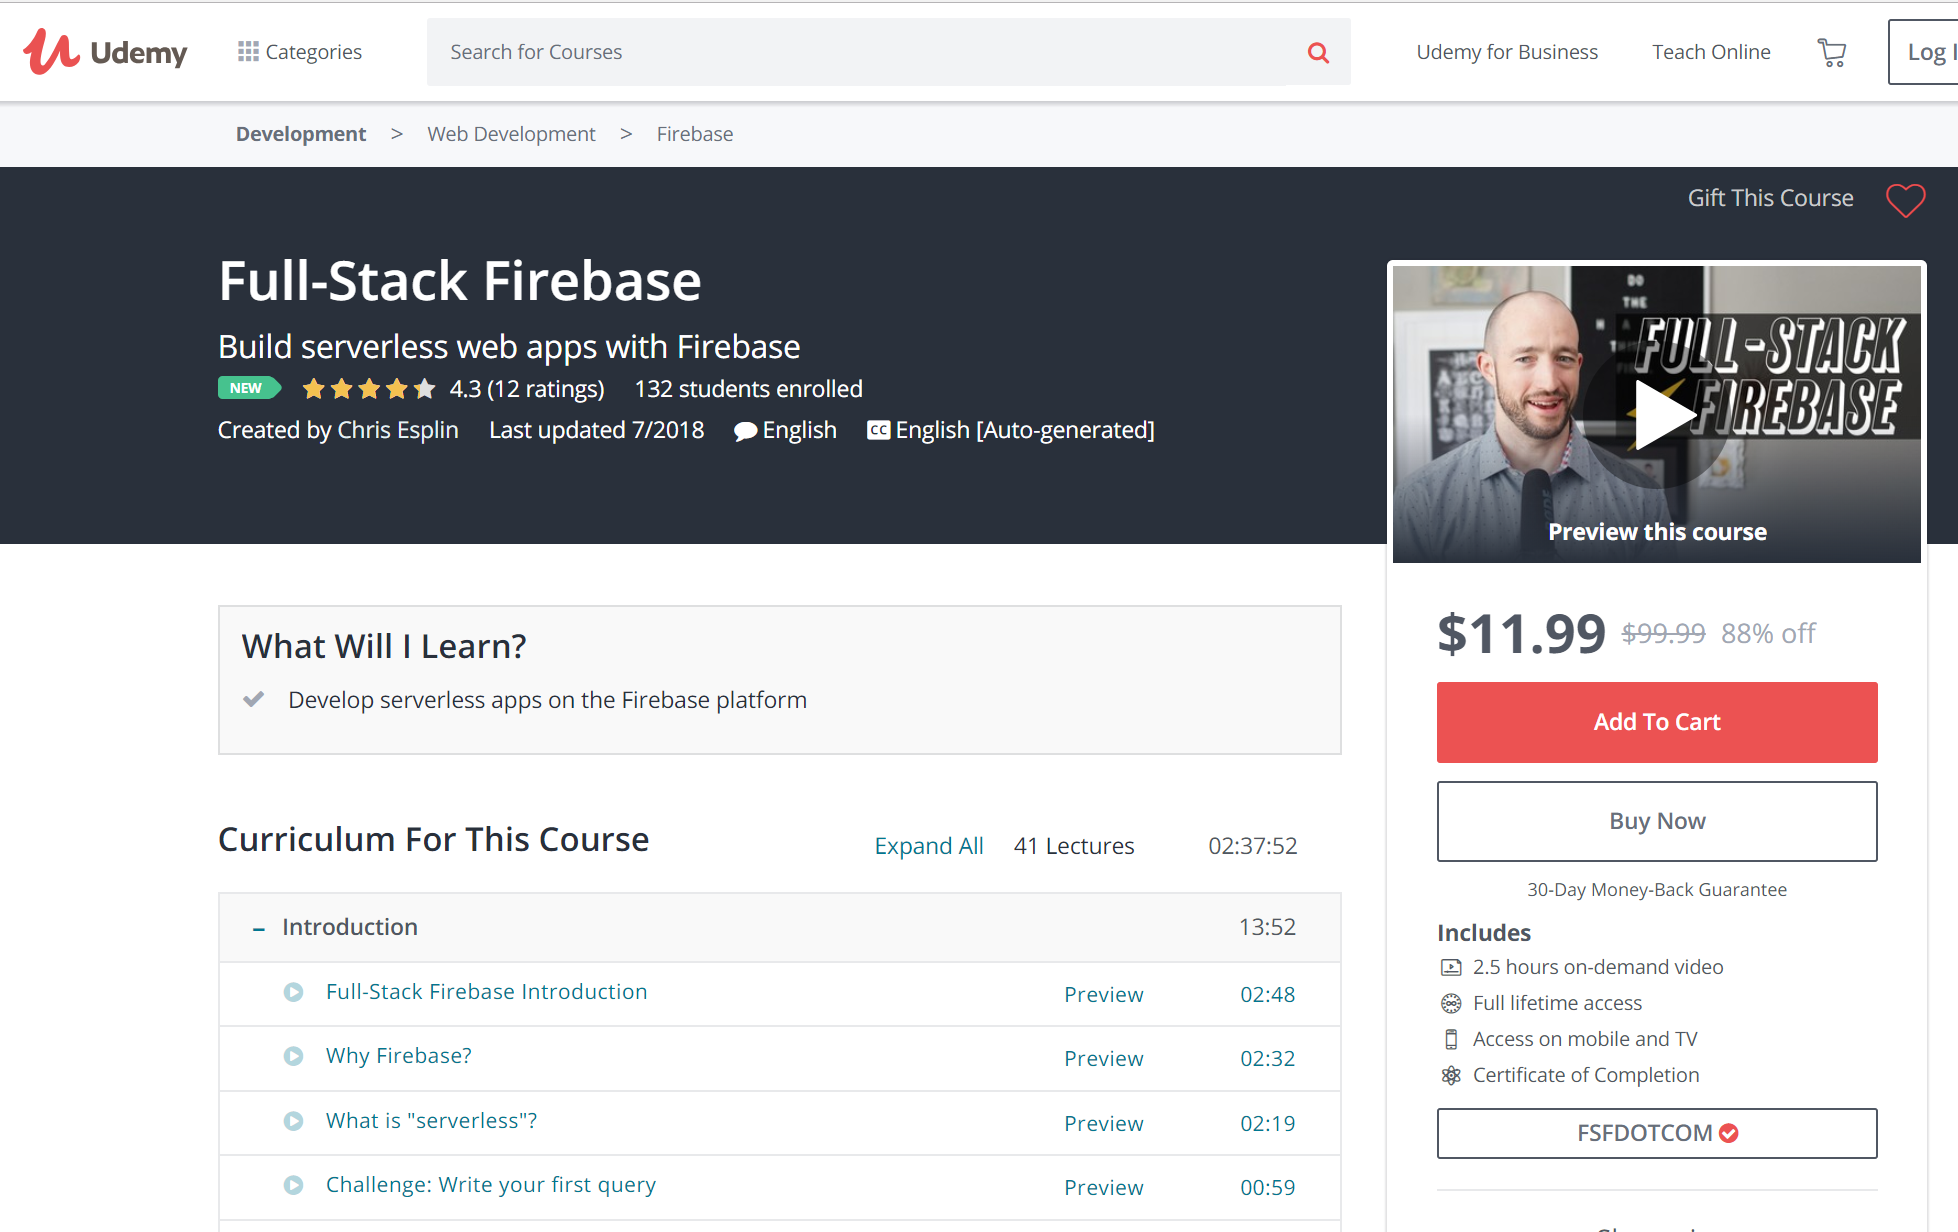 Udemy
Categories
Search for Courses
Udemy for Business
Teach Online
Log
Development > Web Development > Firebase
Gift This Course
Full-Stack Firebase
Build serverless web apps with Firebase
NEW 4.3 (12 ratings) 132 students enrolled
Created by Chris Esplin Last updated 7/2018 English CC English [Auto-generated]
DO
THE
FULL-STACK
FIREBASE
Preview this course
What Will I Learn?
Develop serverless apps on the Firebase platform
Curriculum For This Course
Expand All 41 Lectures 02:37:52
– Introduction 13:52
Full-Stack Firebase Introduction Preview 02:48
Why Firebase? Preview 02:32
What is "serverless"? Preview 02:19
Challenge: Write your first query Preview 00:59
$11.99 $99.99 88% off
Add To Cart
Buy Now
30-Day Money-Back Guarantee
Includes
2.5 hours on-demand video
Full lifetime access
Access on mobile and TV
Certificate of Completion
FSFDOTCOM